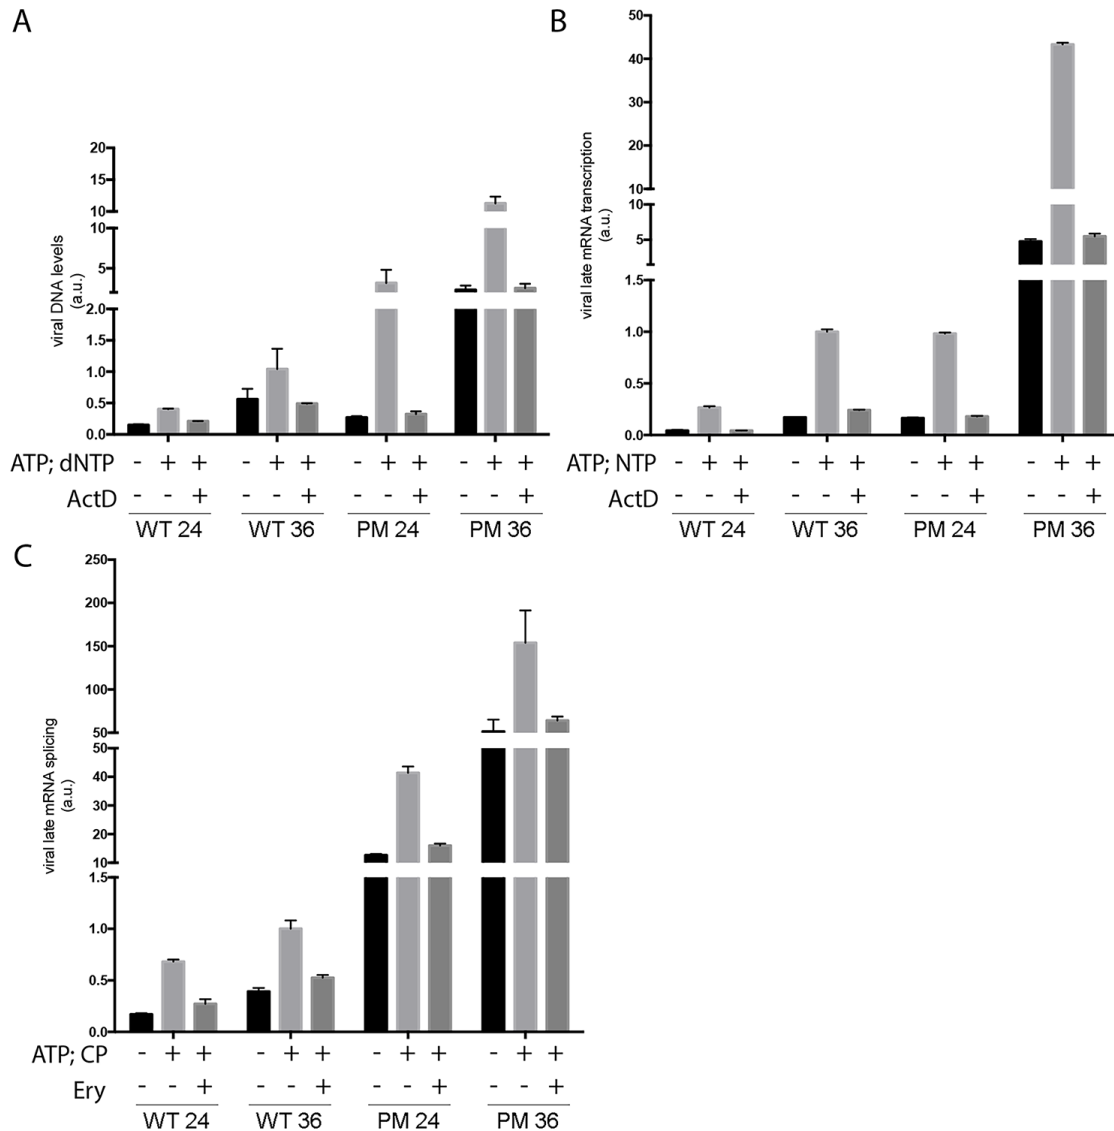 A
viral DNA levels
(a.u.)
20
15
10
10
5
2.0
1.5
1.0
0.5
0.0
ATP; dNTP - + + - + + - + + - + +
ActD - - + - - + - - + - - +
WT 24 WT 36 PM 24 PM 36
B
viral late mRNA transcription
(a.u.)
50
40
30
20
10
10
5
1.5
1.0
0.5
0.0
ATP; NTP - + + - + + - + + - + +
ActD - - + - - + - - + - - +
WT 24 WT 36 PM 24 PM 36
C
viral late mRNA splicing
(a.u.)
250
200
150
100
50
50
40
30
20
10
1.5
1.0
0.5
0.0
ATP; CP - + + - + + - + + - + +
Ery - - + - - + - - + - - +
WT 24 WT 36 PM 24 PM 36